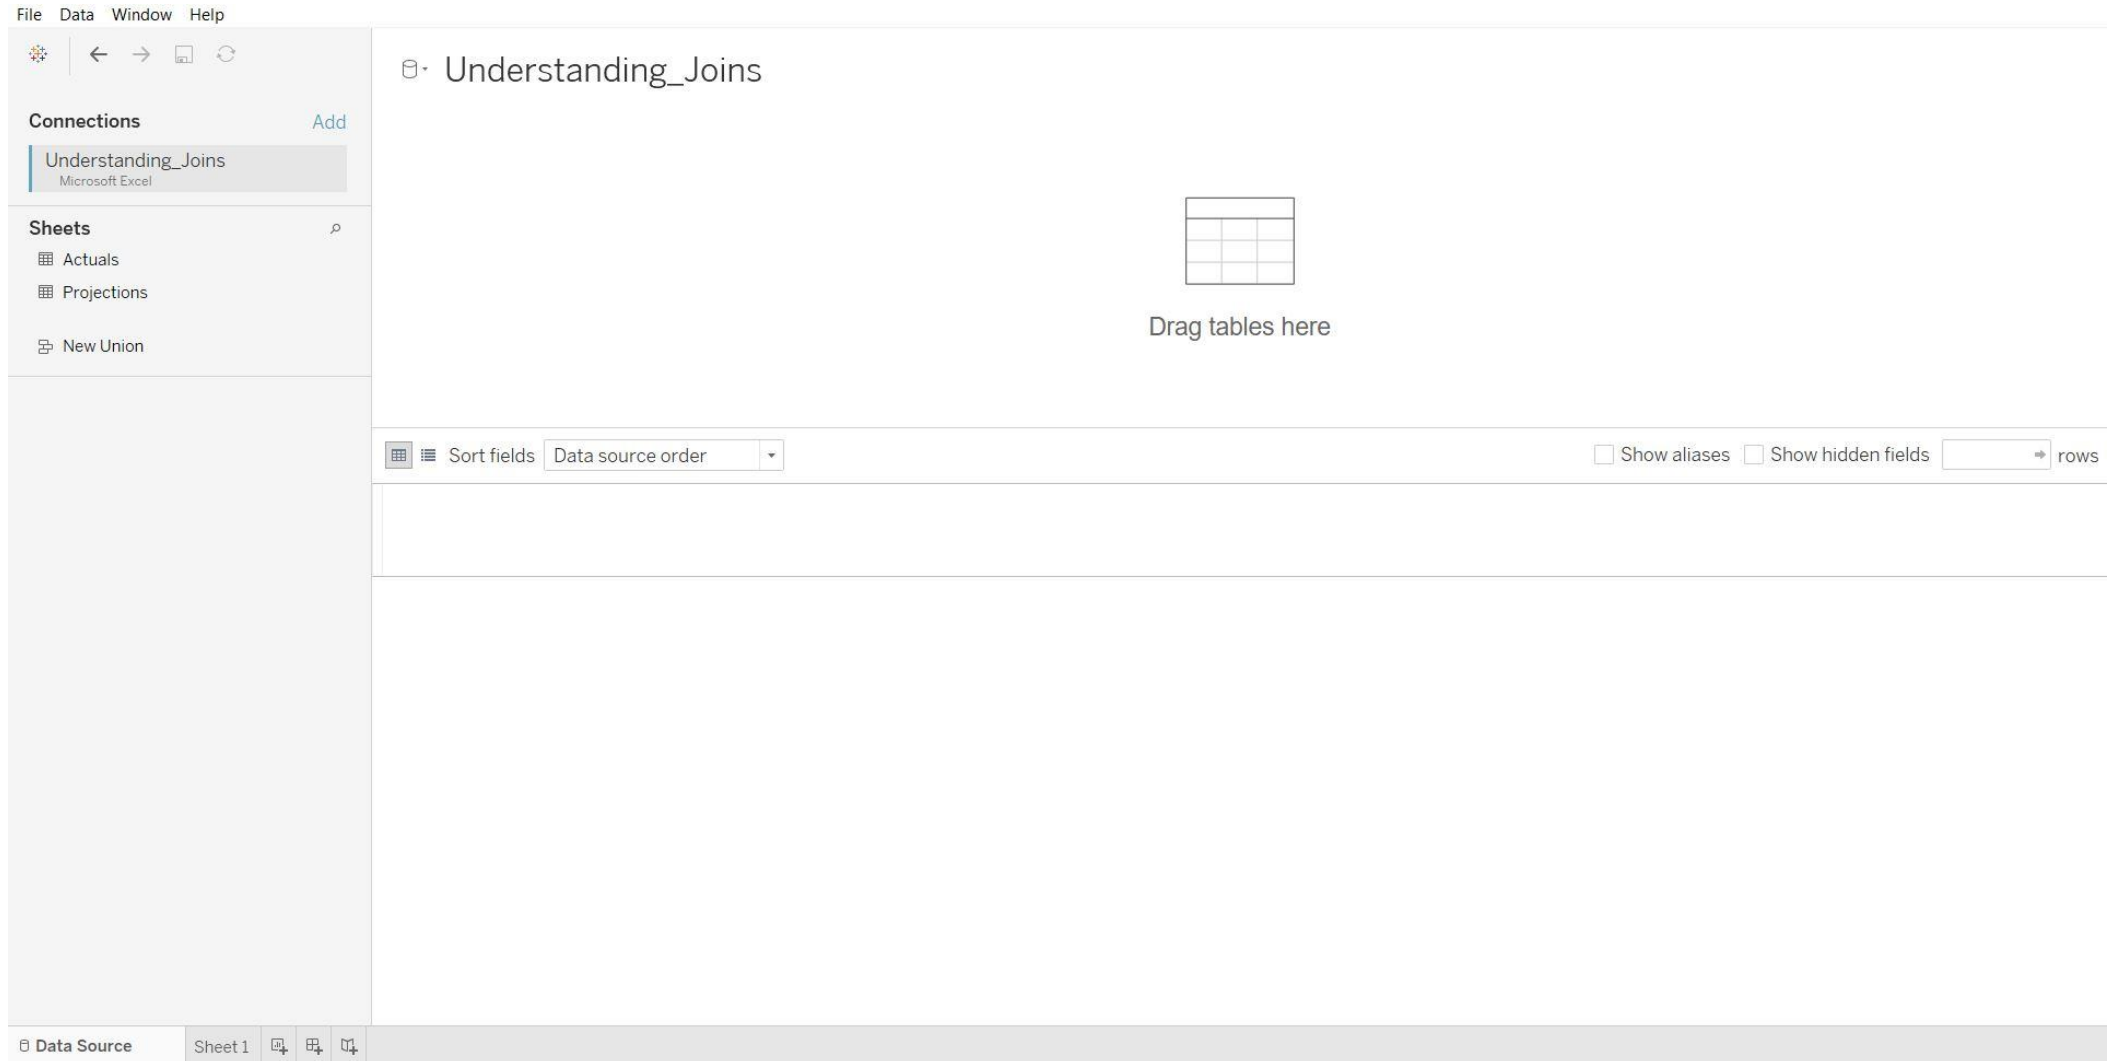 File Data Window Help
Understanding_Joins
Connections Add
Understanding_Joins
Microsoft Excel
Sheets
Actuals
Projections
New Union
Drag tables here
Sort fields Data source order Show aliases Show hidden fields rows
Data Source Sheet 1